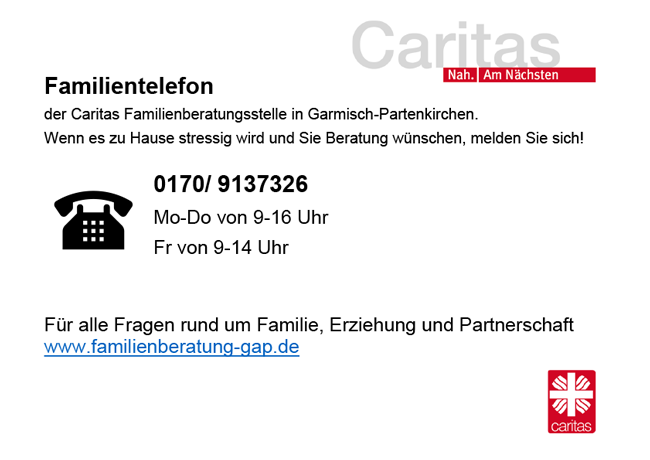 Caritas
Nah. Am Nächsten
Familientelefon
der Caritas Familienberatungsstelle in Garmisch-Partenkirchen.
Wenn es zu Hause stressig wird und Sie Beratung wünschen, melden Sie sich!
0170/ 9137326
Mo-Do von 9-16 Uhr
Fr von 9-14 Uhr
Für alle Fragen rund um Familie, Erziehung und Partnerschaft
www.familienberatung-gap.de
caritas